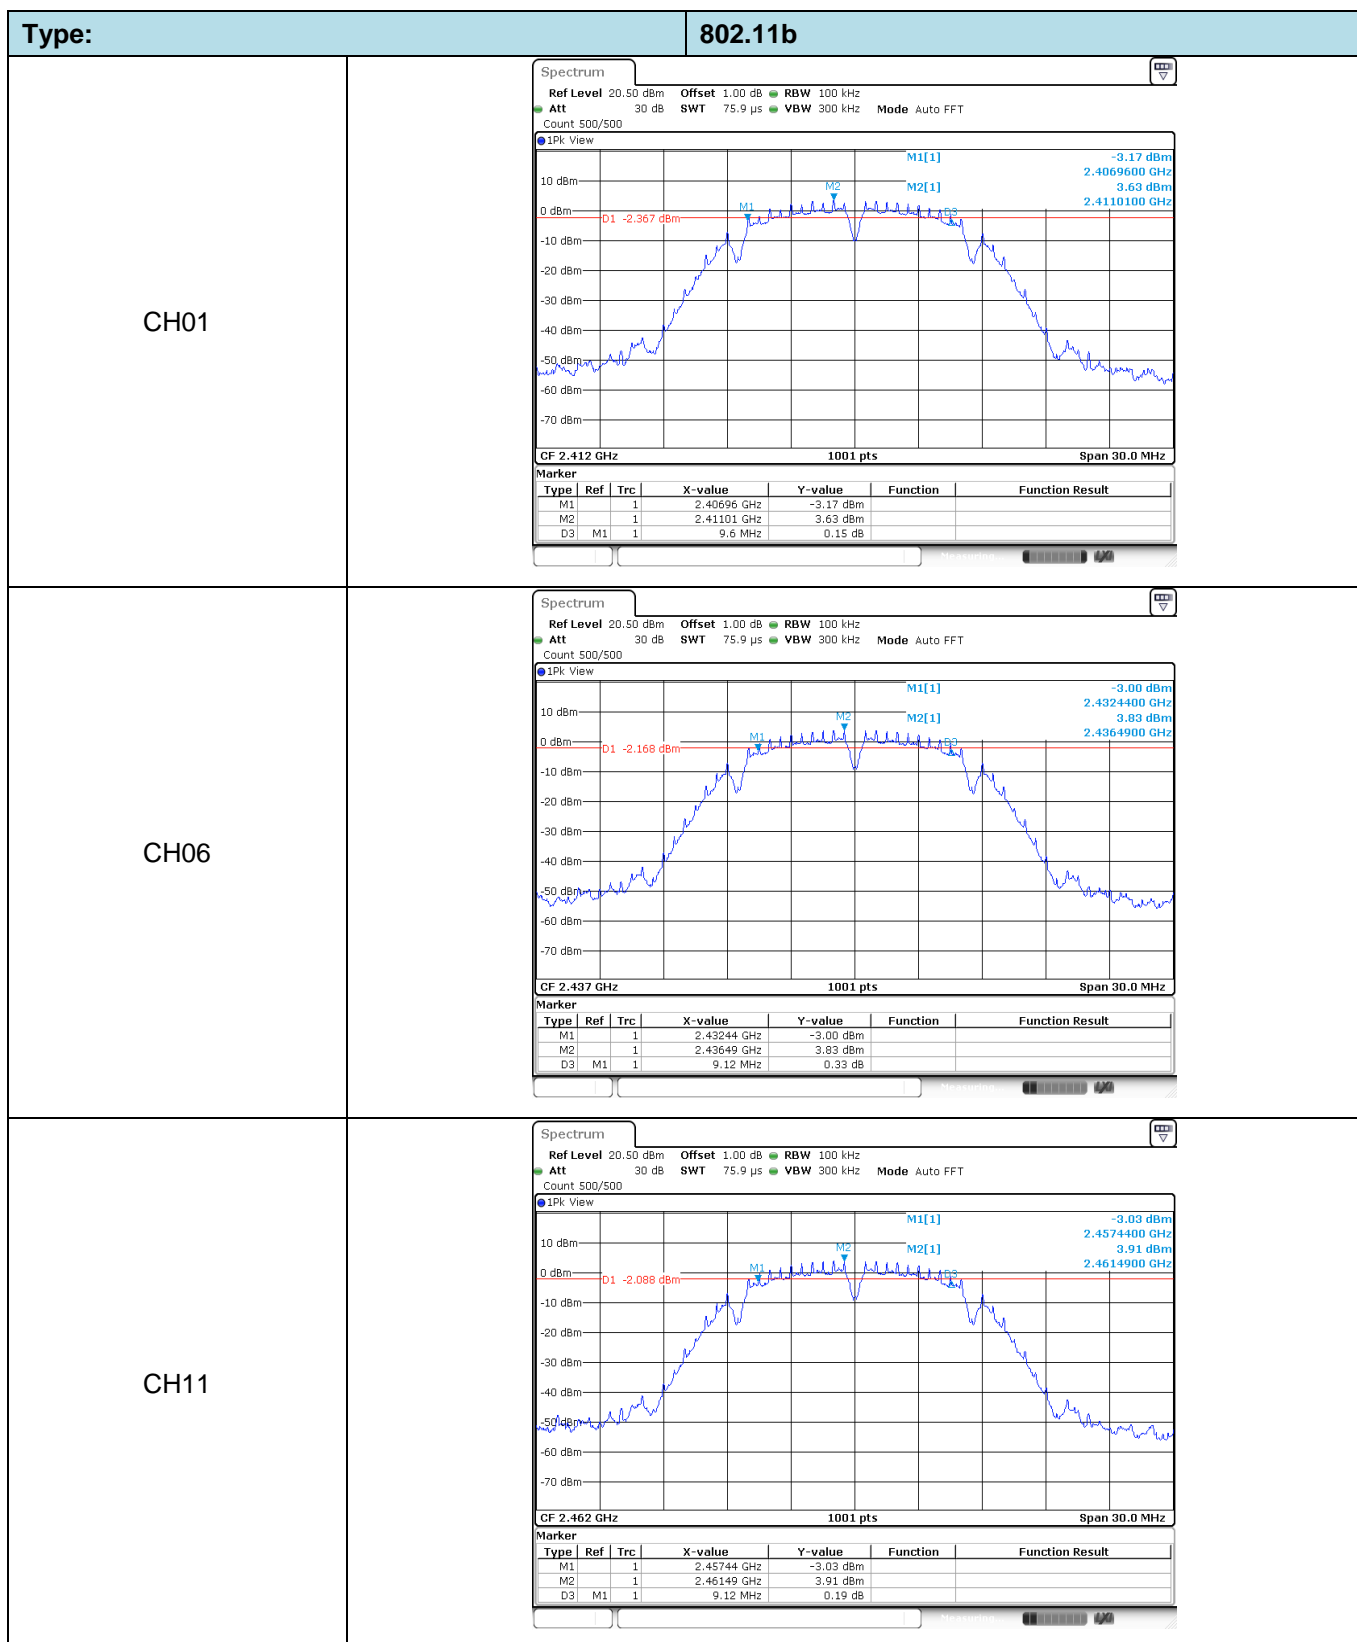 Type: 802.11b
CH01
Spectrum
Ref Level 20.50 dBm Offset 1.00 dB RBW 100 kHz
Att 30 dB SWT 75.9 µs VBW 300 kHz Mode Auto FFT
Count 500/500
1Pk View
M1[1] -3.17 dBm
2.4069600 GHz
10 dBm
M2 M2[1] 3.63 dBm
2.4110100 GHz
M1
0 dBm D3
D1 -2.367 dBm
-10 dBm
-20 dBm
-30 dBm
-40 dBm
-50 dBm
-60 dBm
-70 dBm
CF 2.412 GHz 1001 pts Span 30.0 MHz
Marker
Type Ref Trc X-value Y-value Function Function Result
M1 1 2.40696 GHz -3.17 dBm
M2 1 2.41101 GHz 3.63 dBm
D3 M1 1 9.6 MHz 0.15 dB
Measuring...
CH06
Spectrum
Ref Level 20.50 dBm Offset 1.00 dB RBW 100 kHz
Att 30 dB SWT 75.9 µs VBW 300 kHz Mode Auto FFT
Count 500/500
1Pk View
M1[1] -3.00 dBm
2.4324400 GHz
10 dBm
M2 M2[1] 3.83 dBm
2.4364900 GHz
M1
0 dBm D3
D1 -2.168 dBm
-10 dBm
-20 dBm
-30 dBm
-40 dBm
-50 dBm
-60 dBm
-70 dBm
CF 2.437 GHz 1001 pts Span 30.0 MHz
Marker
Type Ref Trc X-value Y-value Function Function Result
M1 1 2.43244 GHz -3.00 dBm
M2 1 2.43649 GHz 3.83 dBm
D3 M1 1 9.12 MHz 0.33 dB
Measuring...
CH11
Spectrum
Ref Level 20.50 dBm Offset 1.00 dB RBW 100 kHz
Att 30 dB SWT 75.9 µs VBW 300 kHz Mode Auto FFT
Count 500/500
1Pk View
M1[1] -3.03 dBm
2.4574400 GHz
10 dBm
M2 M2[1] 3.91 dBm
2.4614900 GHz
M1
0 dBm D3
D1 -2.088 dBm
-10 dBm
-20 dBm
-30 dBm
-40 dBm
-50 dBm
-60 dBm
-70 dBm
CF 2.462 GHz 1001 pts Span 30.0 MHz
Marker
Type Ref Trc X-value Y-value Function Function Result
M1 1 2.45744 GHz -3.03 dBm
M2 1 2.46149 GHz 3.91 dBm
D3 M1 1 9.12 MHz 0.19 dB
Measuring...